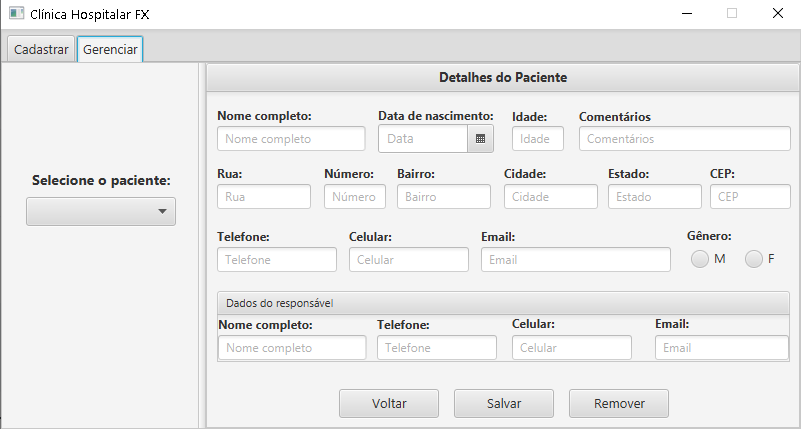 Clínica Hospitalar FX
Cadastrar Gerenciar
Selecione o paciente:
Detalhes do Paciente
Nome completo: Data de nascimento: Idade: Comentários
Nome completo Data Idade Comentários
Rua: Número: Bairro: Cidade: Estado: CEP:
Rua Número Bairro Cidade Estado CEP
Telefone: Celular: Email: Gênero:
Telefone Celular Email M F
Dados do responsável
Nome completo: Telefone: Celular: Email:
Nome completo Telefone Celular Email
Voltar Salvar Remover